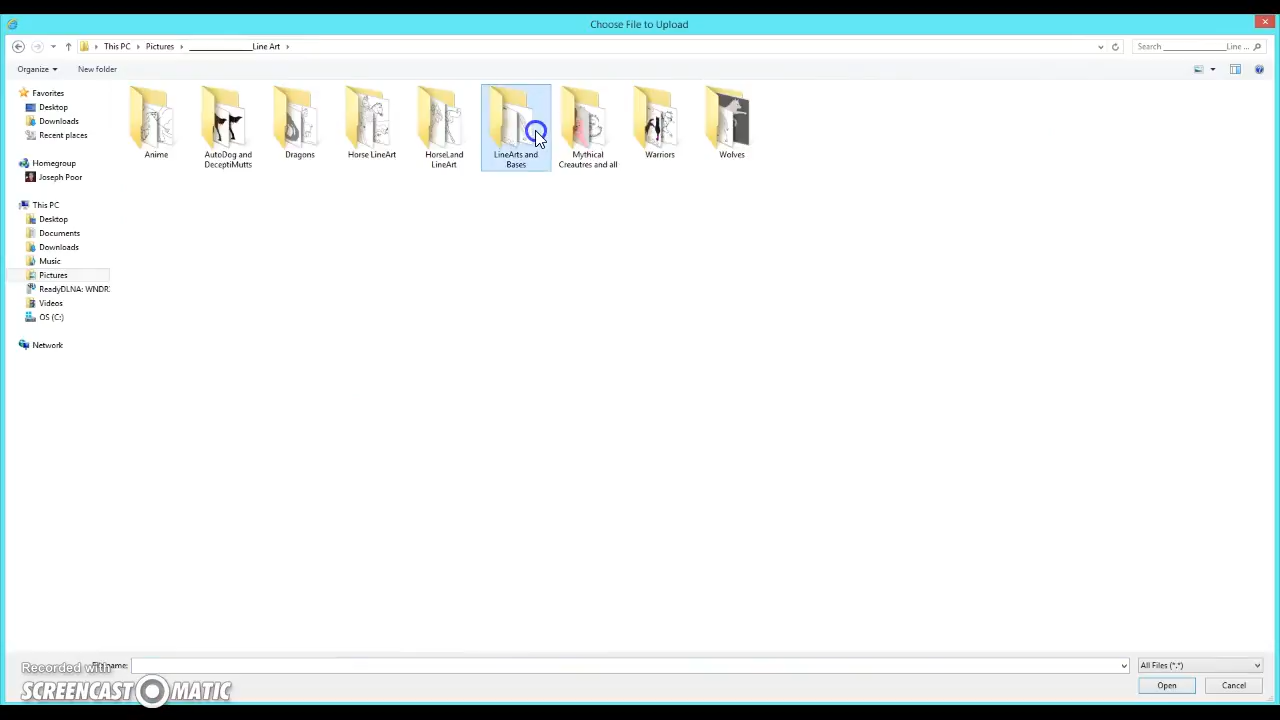 Choose File to Upload
This PC
Pictures
_______________Line Art
Search _______________Line ...
Organize
New folder
Favorites
Desktop
Downloads
Recent places
Homegroup
Joseph Poor
This PC
Desktop
Documents
Downloads
Music
Pictures
ReadyDLNA: WNDR
Videos
OS (C:)
Network
Anime
AutoDog and
DeceptiMutts
Dragons
Horse LineArt
HorseLand
LineArt
LineArts and
Bases
Mythical
Creautres and all
Warriors
Wolves
name:
All Files (*.*)
Open
Cancel
Recorded with
SCREENCAST MATIC